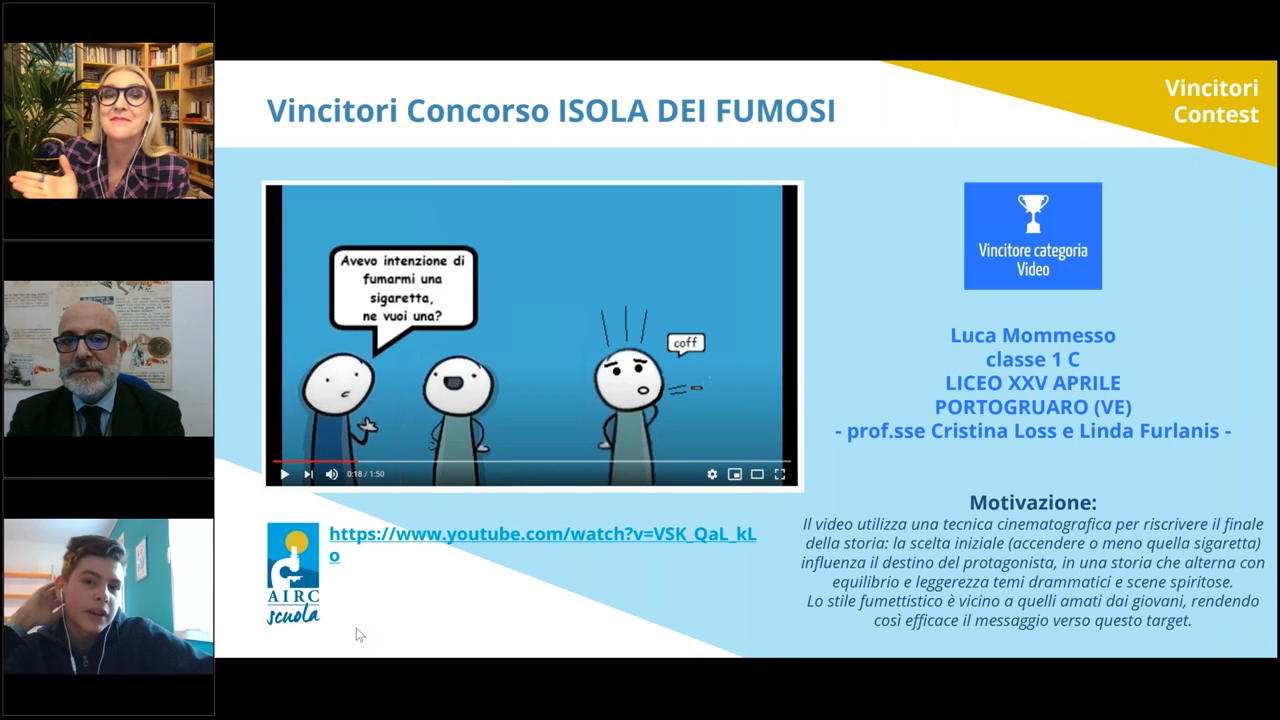 Vincitori Concorso ISOLA DEI FUMOSI
Vincitori
Contest
Avevo intenzione di
fumarmi una
sigaretta,
ne vuoi una?
coff
0:18 / 1:50
Vincitore categoria
Video
Luca Mommesso
classe 1 C
LICEO XXV APRILE
PORTOGRUARO (VE)
- prof.sse Cristina Loss e Linda Furlanis -
https://www.youtube.com/watch?v=VSK_QaL_kL
o
AIRC
scuola
Motivazione:
Il video utilizza una tecnica cinematografica per riscrivere il finale
della storia: la scelta iniziale (accendere o meno quella sigaretta)
influenza il destino del protagonista, in una storia che alterna con
equilibrio e leggerezza temi drammatici e scene spiritose.
Lo stile fumettistico è vicino a quelli amati dai giovani, rendendo
così efficace il messaggio verso questo target.